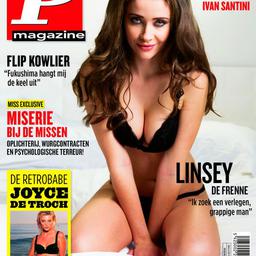 IVAN SANTINI
P
magazine
FLIP KOWLIER
"Fukushima hangt mij
de keel uit"
MISS EXCLUSIVE
MISERIE
BIJ DE MISSEN
OPLICHTERIJ, WURGCONTRACTEN
EN PSYCHOLOGISCHE TERREUR!
LINSEY
DE FRENNE
"Ik zoek een verlegen,
grappige man"
DE RETROBABE
JOYCE
DE TROCH